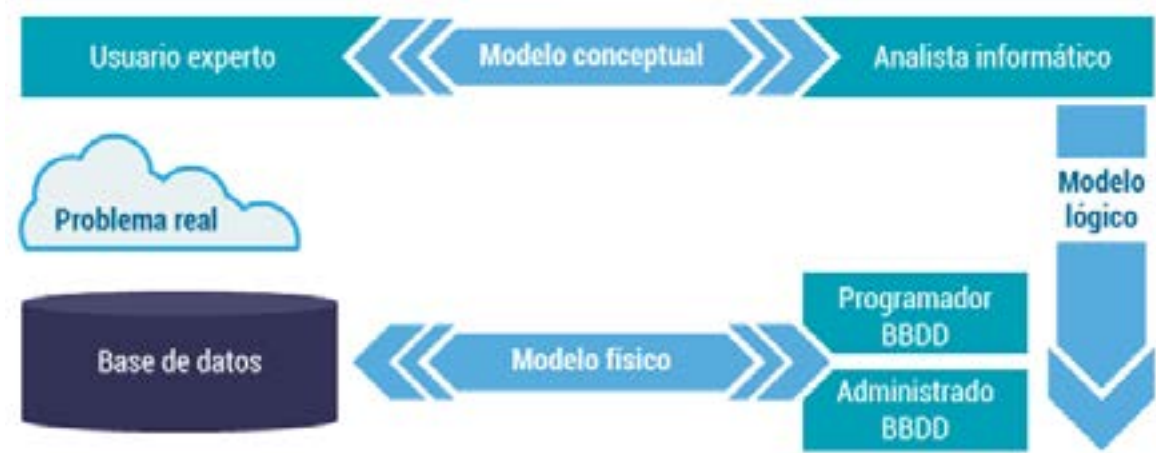 Usuario experto
Modelo conceptual
Analista informático
Problema real
Modelo
lógico
Base de datos
Modelo físico
Programador
BBDD
Administrado
BBDD